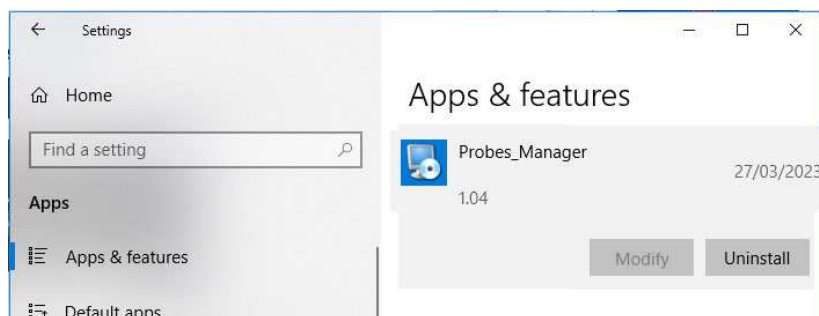 Settings
Home
Find a setting
Apps
Apps & features
Default apps
Apps & features
Probes_Manager
27/03/2023
1.04
Modify
Uninstall